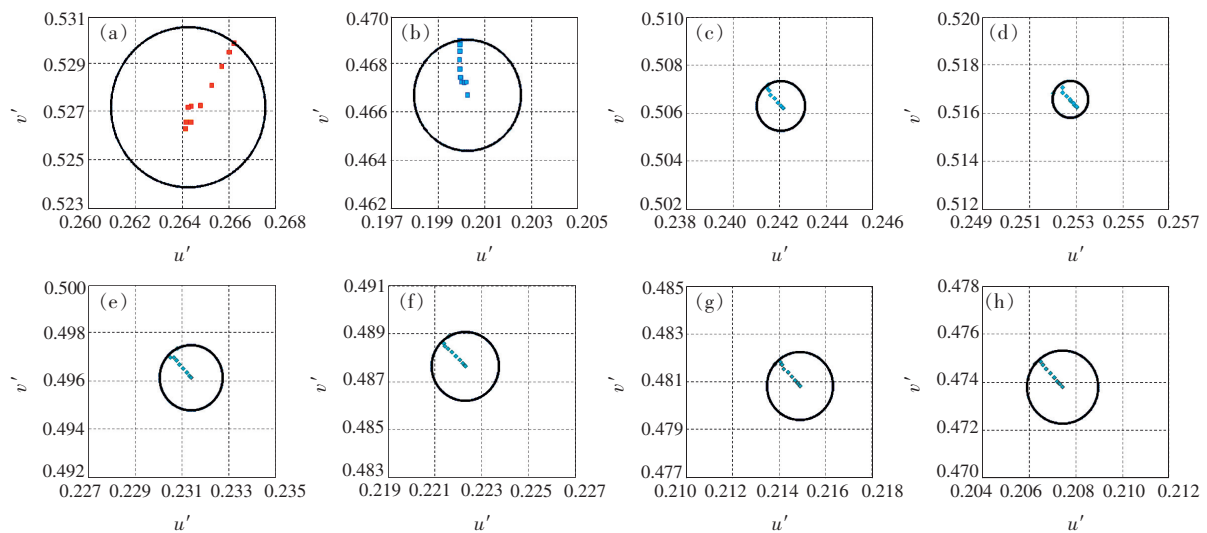 0.531
(a)
0.529
0.527
0.525
0.523
0.260 0.262 0.264 0.266 0.268
v′
u′
0.470
(b)
0.468
0.466
0.464
0.462
0.197 0.199 0.201 0.203 0.205
v′
u′
0.510
(c)
0.508
0.506
0.504
0.502
0.238 0.240 0.242 0.244 0.246
v′
u′
0.520
(d)
0.518
0.516
0.514
0.512
0.249 0.251 0.253 0.255 0.257
v′
u′
0.500
(e)
0.498
0.496
0.494
0.492
0.227 0.229 0.231 0.233 0.235
v′
u′
0.491
(f)
0.489
0.487
0.485
0.483
0.219 0.221 0.223 0.225 0.227
v′
u′
0.485
(g)
0.483
0.481
0.479
0.477
0.210 0.212 0.214 0.216 0.218
v′
u′
0.478
(h)
0.476
0.474
0.472
0.470
0.204 0.206 0.208 0.210 0.212
v′
u′